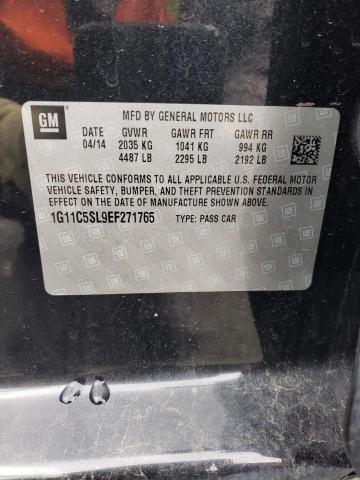 GM
MFD BY GENERAL MOTORS LLC
DATE GVWR GAWR FRT GAWR RR
04/14 2035 KG 1041 KG 994 KG
4487 LB 2295 LB 2192 LB
THIS VEHICLE CONFORMS TO ALL APPLICABLE U.S. FEDERAL MOTOR
VEHICLE SAFETY, BUMPER, AND THEFT PREVENTION STANDARDS
IN EFFECT ON THE DATE OF MANUFACTURE SHOWN ABOVE.
1G11C5SL9EF271765 TYPE: PASS CAR